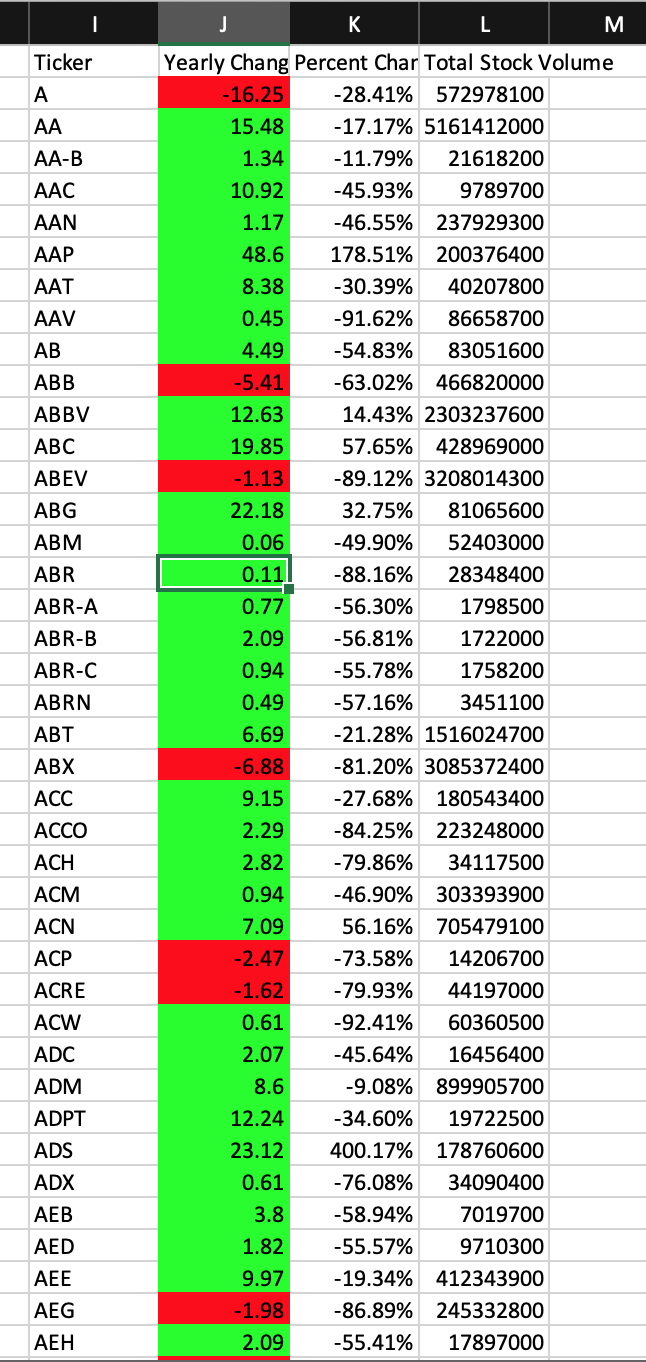 I J K L M
Ticker Yearly Chang Percent Char Total Stock Volume
A -16.25 -28.41% 572978100
AA 15.48 -17.17% 5161412000
AA-B 1.34 -11.79% 21618200
AAC 10.92 -45.93% 9789700
AAN 1.17 -46.55% 237929300
AAP 48.6 178.51% 200376400
AAT 8.38 -30.39% 40207800
AAV 0.45 -91.62% 86658700
AB 4.49 -54.83% 83051600
ABB -5.41 -63.02% 466820000
ABBV 12.63 14.43% 2303237600
ABC 19.85 57.65% 428969000
ABEV -1.13 -89.12% 3208014300
ABG 22.18 32.75% 81065600
ABM 0.06 -49.90% 52403000
ABR 0.11 -88.16% 28348400
ABR-A 0.77 -56.30% 1798500
ABR-B 2.09 -56.81% 1722000
ABR-C 0.94 -55.78% 1758200
ABRN 0.49 -57.16% 3451100
ABT 6.69 -21.28% 1516024700
ABX -6.88 -81.20% 3085372400
ACC 9.15 -27.68% 180543400
ACCO 2.29 -84.25% 223248000
ACH 2.82 -79.86% 34117500
ACM 0.94 -46.90% 303393900
ACN 7.09 56.16% 705479100
ACP -2.47 -73.58% 14206700
ACRE -1.62 -79.93% 44197000
ACW 0.61 -92.41% 60360500
ADC 2.07 -45.64% 16456400
ADM 8.6 -9.08% 899905700
ADPT 12.24 -34.60% 19722500
ADS 23.12 400.17% 178760600
ADX 0.61 -76.08% 34090400
AEB 3.8 -58.94% 7019700
AED 1.82 -55.57% 9710300
AEE 9.97 -19.34% 412343900
AEG -1.98 -86.89% 245332800
AEH 2.09 -55.41% 17897000